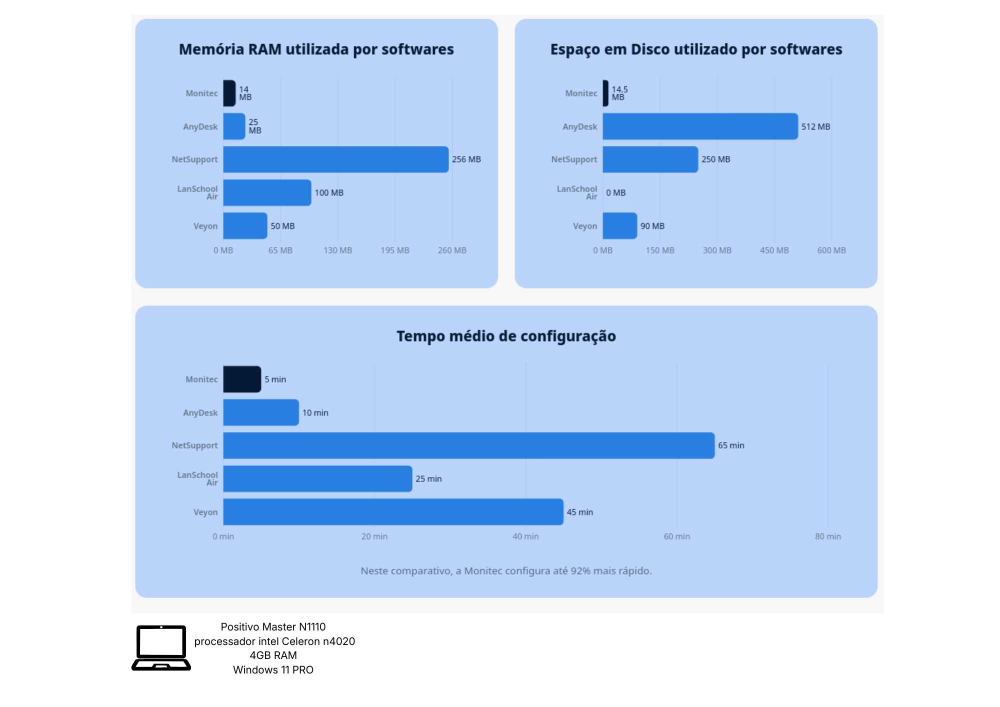 Memória RAM utilizada por softwares
Monitec
14
MB
AnyDesk
25
MB
NetSupport
256 MB
LanSchool
Air
100 MB
Veyon
50 MB
0 MB
65 MB
130 MB
195 MB
260 MB
Espaço em Disco utilizado por softwares
Monitec
14.5
MB
AnyDesk
512 MB
NetSupport
250 MB
LanSchool
Air
0 MB
Veyon
90 MB
0 MB
150 MB
300 MB
450 MB
600 MB
Tempo médio de configuração
Monitec
5 min
AnyDesk
10 min
NetSupport
65 min
LanSchool
Air
25 min
Veyon
45 min
0 min
20 min
40 min
60 min
80 min
Neste comparativo, a Monitec configura até 92% mais rápido.
Positivo Master N1110
processador intel Celeron n4020
4GB RAM
Windows 11 PRO